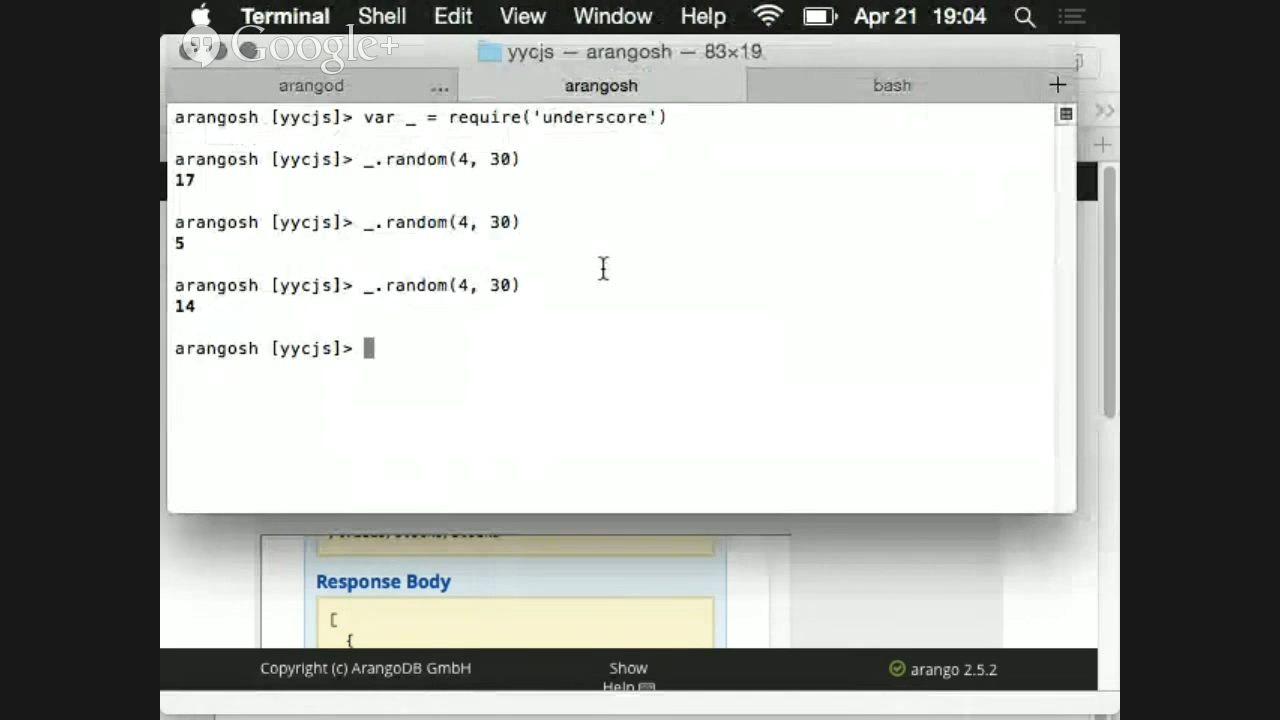 Terminal Shell Edit View Window Help Apr 21 19:04
Google+
yycjs — arangosh — 83×19
arangod ... arangosh bash +
arangosh [yycjs]> var _ = require('underscore')
arangosh [yycjs]> _.random(4, 30)
17
arangosh [yycjs]> _.random(4, 30)
5
arangosh [yycjs]> _.random(4, 30)
14
arangosh [yycjs]>
Response Body
[
{
Copyright (c) ArangoDB GmbH Show arango 2.5.2
Help